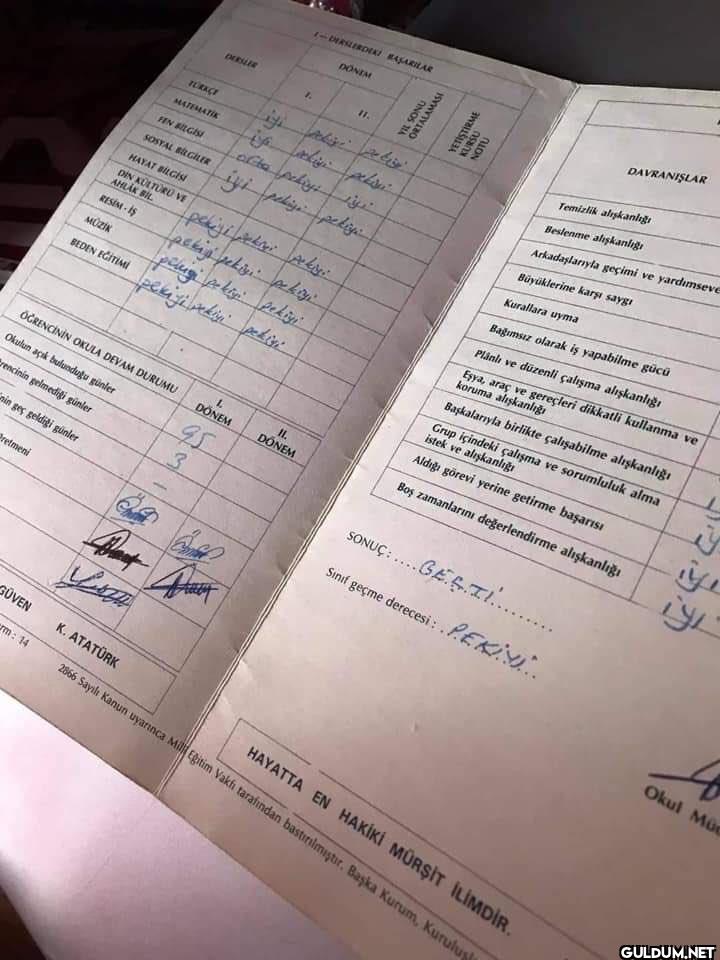 I — DERSLERDEKİ BAŞARILAR
DERSLER
DÖNEM
I.
II.
YIL SONU
ORTALAMASI
YETİŞTİRME
KURSU
NOTU
TÜRKÇE iyi pekiyi pekiyi
MATEMATİK iyi pekiyi pekiyi
FEN BİLGİSİ orta pekiyi iyi
SOSYAL BİLGİLER iyi pekiyi pekiyi
HAYAT BİLGİSİ
DİN KÜLTÜRÜ VE
AHLÂK BİL. pekiyi pekiyi pekiyi
RESİM - İŞ pekiyi pekiyi pekiyi
MÜZİK pekiyi pekiyi pekiyi
BEDEN EĞİTİMİ pekiyi pekiyi pekiyi
ÖĞRENCİNİN OKULA DEVAM DURUMU
I.
DÖNEM
II.
DÖNEM
Okulun açık bulunduğu günler 95
rencinin gelmediği günler 3
nin geç geldiği günler —
retmeni
GÜVEN
K. ATATÜRK
rm : 14
2866 Sayılı Kanun uyarınca Milli Eğitim Vakfı tarafından bastırılmıştır. Başka Kurum, Kuruluşl
DAVRANIŞLAR
Temizlik alışkanlığı
Beslenme alışkanlığı
Arkadaşlarıyla geçimi ve yardımseve
Büyüklerine karşı saygı
Kurallara uyma
Bağımsız olarak iş yapabilme gücü
Plânlı ve düzenli çalışma alışkanlığı
Eşya, araç ve gereçleri dikkatli kullanma ve
koruma alışkanlığı
Başkalarıyla birlikte çalışabilme alışkanlığı
Grup içindeki çalışma ve sorumluluk alma
istek ve alışkanlığı
Aldığı görevi yerine getirme başarısı iyi
Boş zamanlarını değerlendirme alışkanlığı iyi
SONUÇ : .... GEÇTİ ..........
Sınıf geçme derecesi : .. PEKİYİ ..
Okul Müd
HAYATTA EN HAKİKİ MÜRŞİT İLİMDİR.
GULDUM.NET